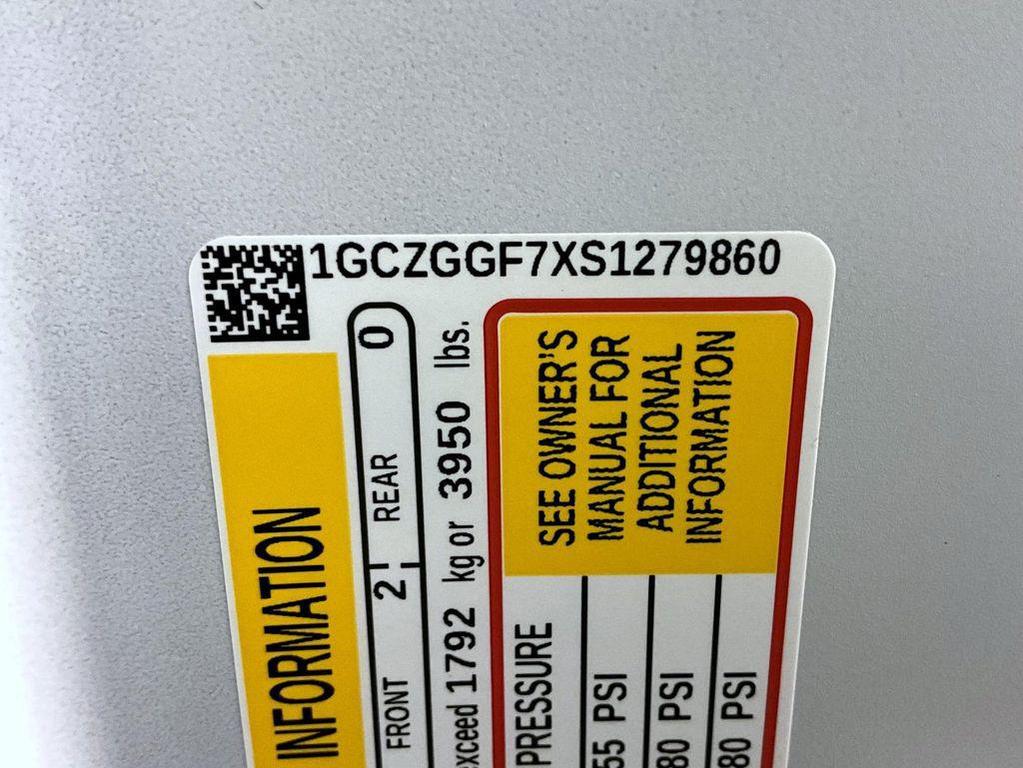 1GCZGGF7XS1279860
INFORMATION
FRONT 2 REAR 0
exceed 1792 kg or 3950 lbs.
PRESSURE
55 PSI
80 PSI
80 PSI
SEE OWNER'S
MANUAL FOR
ADDITIONAL
INFORMATION